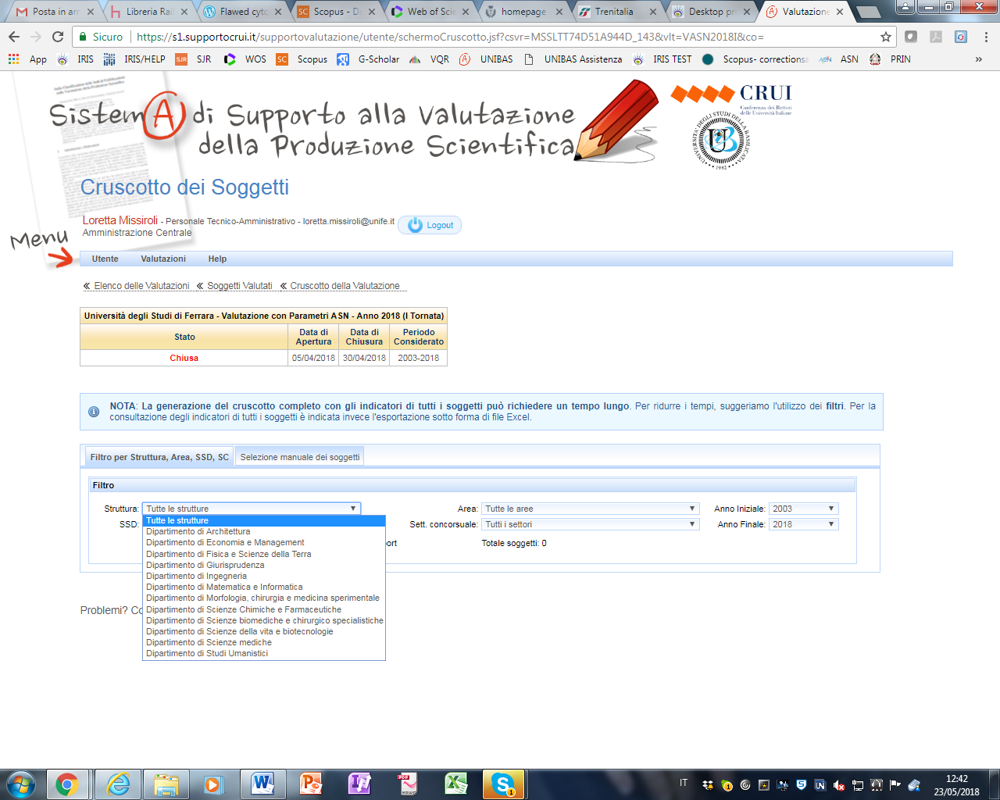 Posta in arr
Libreria Rai
Flawed cyto
Scopus - D
Web of Scie
homepage
Trenitalia
Desktop pr
Valutazione
Sicuro | https://s1.supportocrui.it/supportovalutazione/utente/schermoCruscotto.jsf?csvr=MSSLTT74D51A944D_143&vlt=VASN2018I&co=
App IRIS IRIS/HELP SJR WOS Scopus G-Scholar VQR UNIBAS UNIBAS Assistenza IRIS TEST Scopus- corrections ASN PRIN »
SistemA di Supporto alla Valutazione
della Produzione Scientifica
CRUI
Conferenza dei Rettori
delle Università Italiane
UNIVERSITÀ DEGLI STUDI DELLA BASILICATA
1982
Cruscotto dei Soggetti
Loretta Missiroli - Personale Tecnico-Amministrativo - loretta.missiroli@unife.it Logout
Amministrazione Centrale
Menu
Utente Valutazioni Help
« Elenco delle Valutazioni « Soggetti Valutati « Cruscotto della Valutazione
Università degli Studi di Ferrara - Valutazione con Parametri ASN - Anno 2018 (I Tornata)
Stato Data di Apertura Data di Chiusura Periodo Considerato
Chiusa 05/04/2018 30/04/2018 2003-2018
NOTA: La generazione del cruscotto completo con gli indicatori di tutti i soggetti può richiedere un tempo lungo. Per ridurre i tempi, suggeriamo l'utilizzo dei filtri. Per la
consultazione degli indicatori di tutti i soggetti è indicata invece l'esportazione sotto forma di file Excel.
Filtro per Struttura, Area, SSD, SC Selezione manuale dei soggetti
Filtro
Struttura: Tutte le strutture Area: Tutte le aree Anno Iniziale: 2003
SSD: Sett. concorsuale: Tutti i settori Anno Finale: 2018
port Totale soggetti: 0
Tutte le strutture
Dipartimento di Architettura
Dipartimento di Economia e Management
Dipartimento di Fisica e Scienze della Terra
Dipartimento di Giurisprudenza
Dipartimento di Ingegneria
Dipartimento di Matematica e Informatica
Dipartimento di Morfologia, chirurgia e medicina sperimentale
Dipartimento di Scienze Chimiche e Farmaceutiche
Dipartimento di Scienze biomediche e chirurgico specialistiche
Dipartimento di Scienze della vita e biotecnologie
Dipartimento di Scienze mediche
Dipartimento di Studi Umanistici
Problemi? Co
IT
12:42
23/05/2018